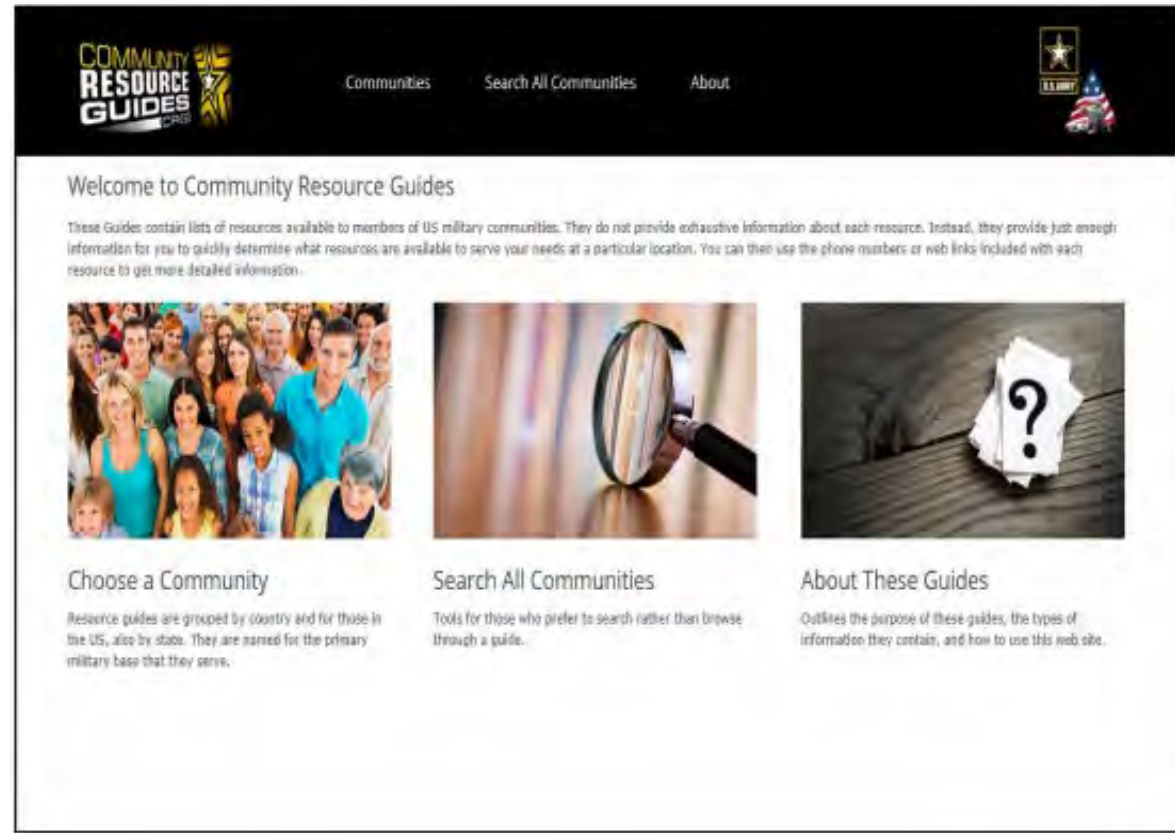 COMMUNITY
RESOURCE
GUIDES
CRG
Communities
Search All Communities
About
U.S.ARMY
Welcome to Community Resource Guides
These Guides contain lists of resources available to members of US military communities. They do not provide exhaustive information about each resource. Instead, they provide just enough
information for you to quickly determine what resources are available to serve your needs at a particular location. You can then use the phone numbers or web links included with each
resource to get more detailed information.
?
Choose a Community
Resource guides are grouped by country and for those in
the US, also by state. They are named for the primary
military base that they serve.
Search All Communities
Tools for those who prefer to search rather than browse
through a guide.
About These Guides
Outlines the purpose of these guides, the types of
information they contain, and how to use this web site.